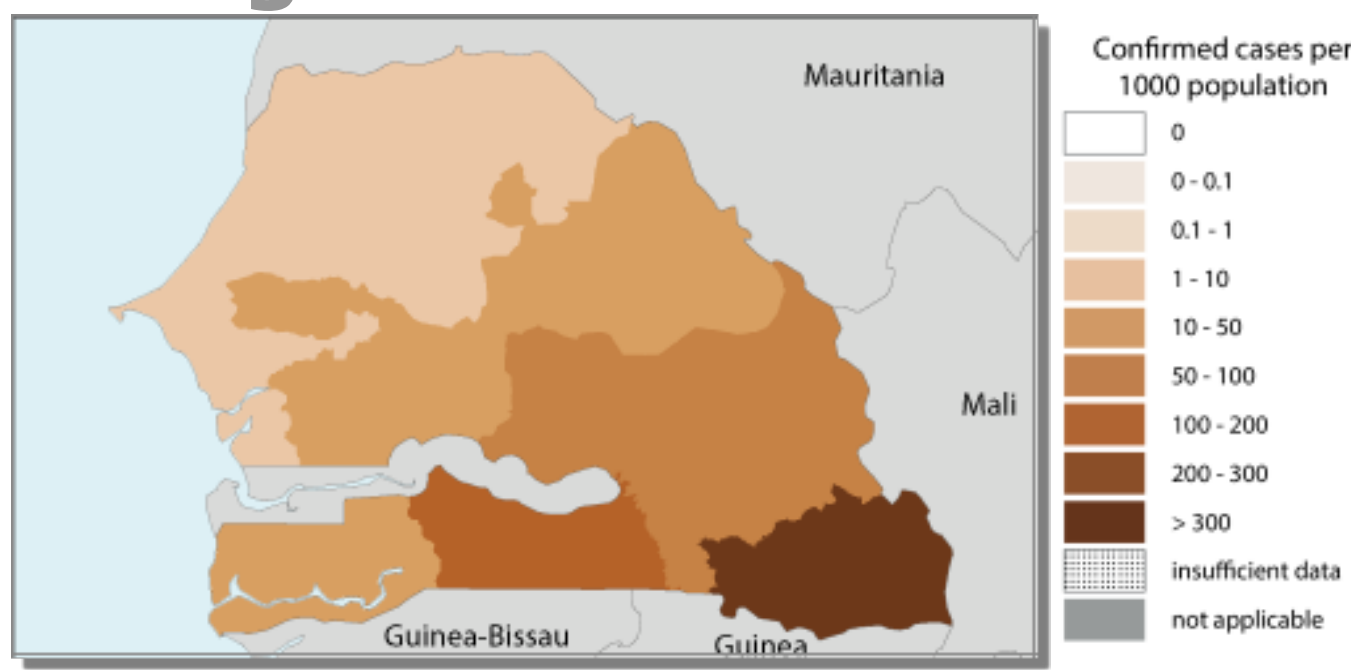 Mauritania
Mali
Guinea-Bissau
Guinea
Confirmed cases per
1000 population
0
0 - 0.1
0.1 - 1
1 - 10
10 - 50
50 - 100
100 - 200
200 - 300
> 300
insufficient data
not applicable